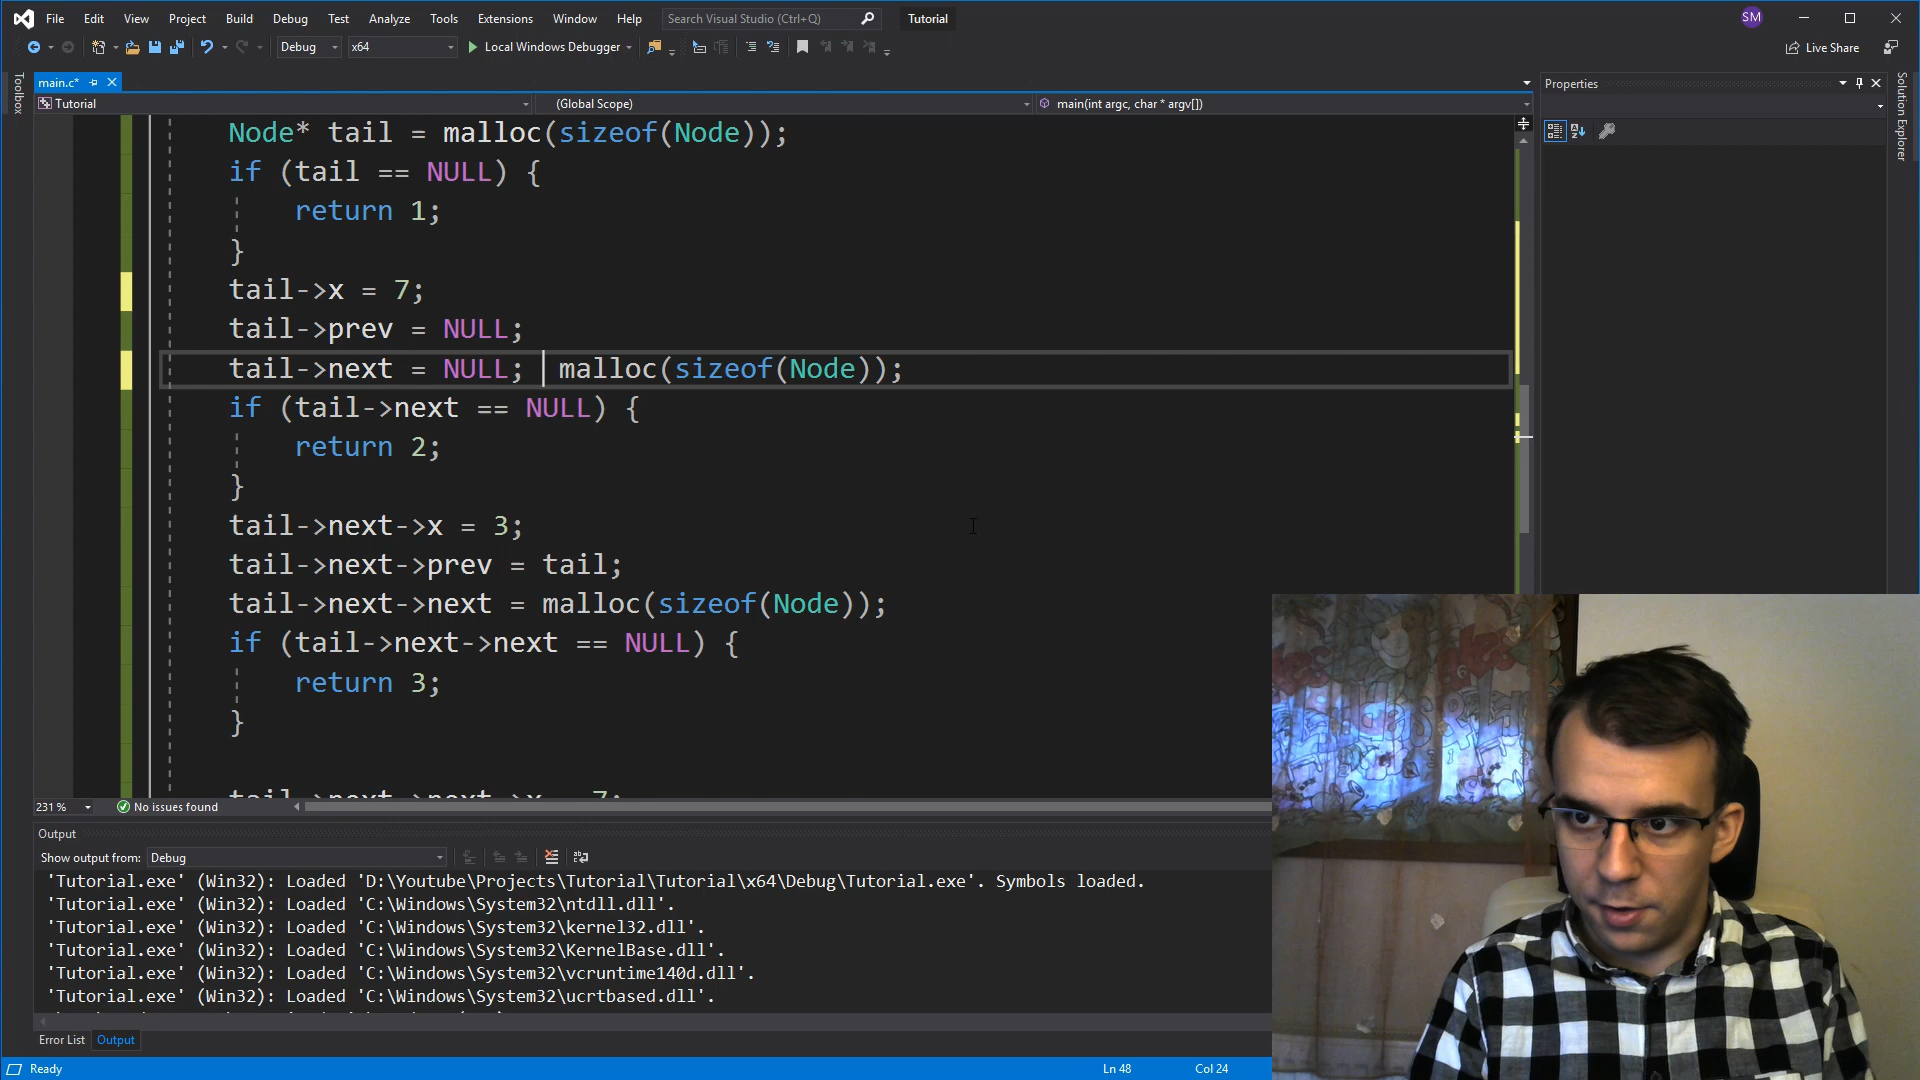 File Edit View Project Build Debug Test Analyze Tools Extensions Window Help Search Visual Studio (Ctrl+Q) Tutorial SM
Debug x64 Local Windows Debugger Live Share
Toolbox
main.c*
Tutorial (Global Scope) main(int argc, char * argv[])
Node* tail = malloc(sizeof(Node));
if (tail == NULL) {
return 1;
}
tail->x = 7;
tail->prev = NULL;
tail->next = NULL; malloc(sizeof(Node));
if (tail->next == NULL) {
return 2;
}
tail->next->x = 3;
tail->next->prev = tail;
tail->next->next = malloc(sizeof(Node));
if (tail->next->next == NULL) {
return 3;
}
tail->next->next->x = 7;
231 % No issues found
Properties
Solution Explorer
Output
Show output from: Debug
'Tutorial.exe' (Win32): Loaded 'D:\Youtube\Projects\Tutorial\Tutorial\x64\Debug\Tutorial.exe'. Symbols loaded.
'Tutorial.exe' (Win32): Loaded 'C:\Windows\System32\ntdll.dll'.
'Tutorial.exe' (Win32): Loaded 'C:\Windows\System32\kernel32.dll'.
'Tutorial.exe' (Win32): Loaded 'C:\Windows\System32\KernelBase.dll'.
'Tutorial.exe' (Win32): Loaded 'C:\Windows\System32\vcruntime140d.dll'.
'Tutorial.exe' (Win32): Loaded 'C:\Windows\System32\ucrtbased.dll'.
Error List Output
Ready Ln 48 Col 24